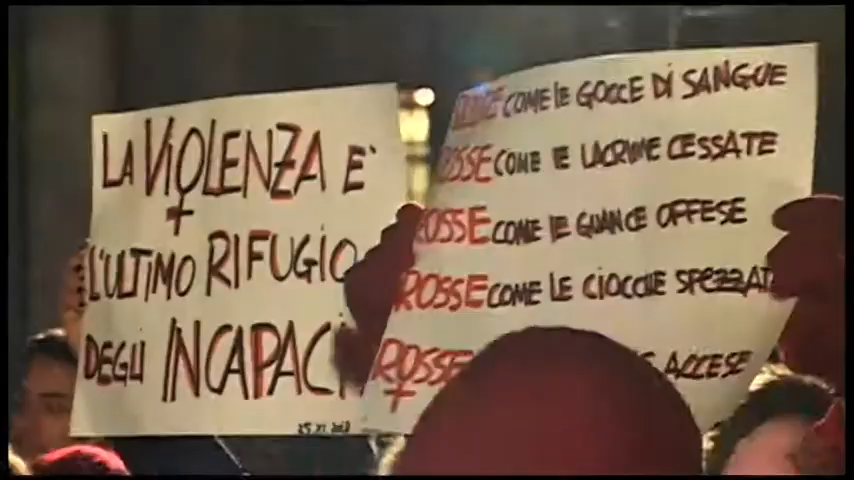 LA VIOLENZA E'
L'ULTIMO RIFUGIO
DEGLI INCAPACI
ROSSE COME LE GOCCE DI SANGUE
ROSSE COME LE LACRIME CESSATE
ROSSE COME LE GUANCE OFFESE
ROSSE COME LE CIOCCHE SPEZZATE
ROSSE ACCESE